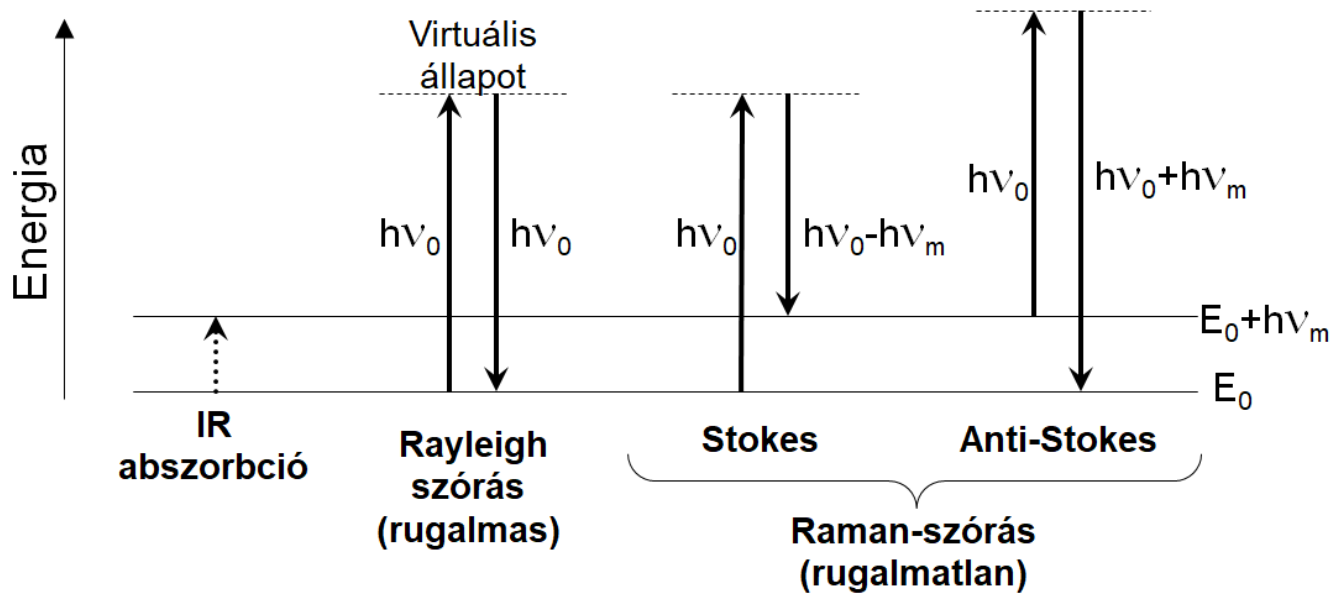 Energia
Virtuális
állapot
hν₀
hν₀
hν₀
hν₀-hνₘ
hν₀
hν₀+hνₘ
E₀+hνₘ
E₀
IR
abszorbció
Rayleigh
szórás
(rugalmas)
Stokes
Anti-Stokes
Raman-szórás
(rugalmatlan)